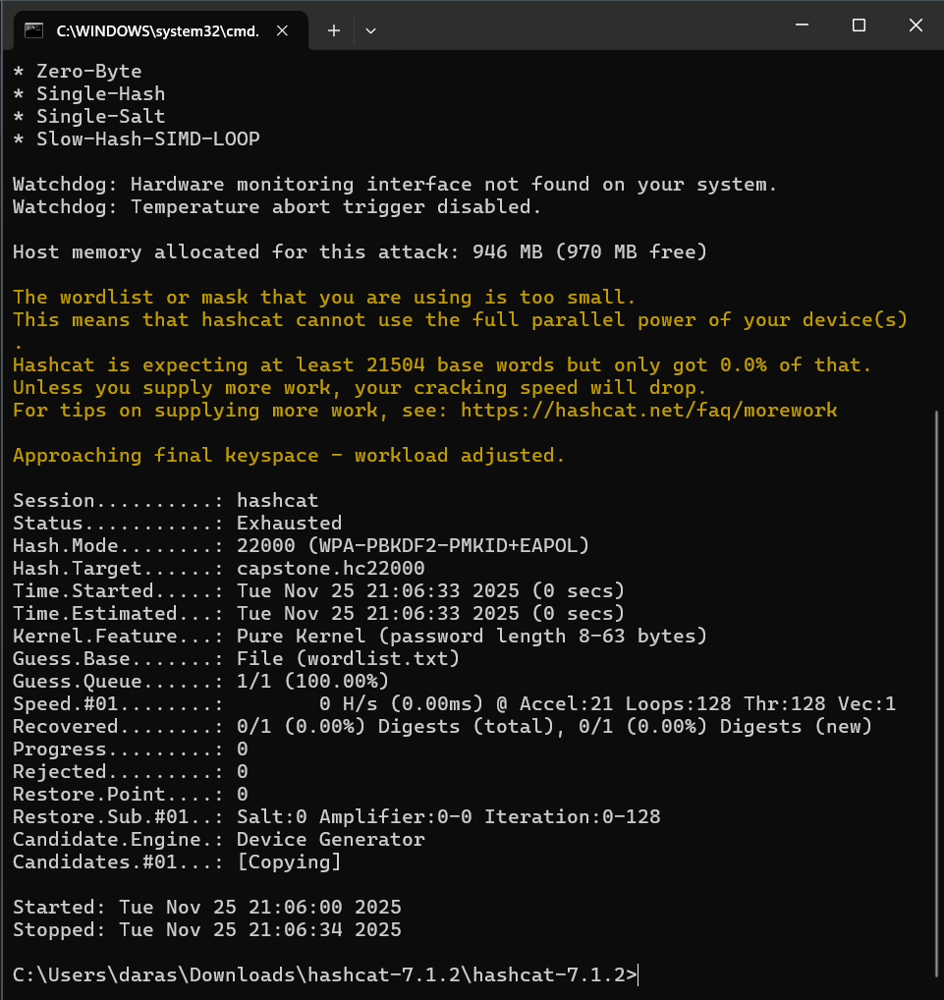 C:\WINDOWS\system32\cmd.
* Zero-Byte
* Single-Hash
* Single-Salt
* Slow-Hash-SIMD-LOOP
Watchdog: Hardware monitoring interface not found on your system.
Watchdog: Temperature abort trigger disabled.
Host memory allocated for this attack: 946 MB (970 MB free)
The wordlist or mask that you are using is too small.
This means that hashcat cannot use the full parallel power of your device(s)
.
Hashcat is expecting at least 21504 base words but only got 0.0% of that.
Unless you supply more work, your cracking speed will drop.
For tips on supplying more work, see: https://hashcat.net/faq/morework
Approaching final keyspace - workload adjusted.
Session..........: hashcat
Status...........: Exhausted
Hash.Mode........: 22000 (WPA-PBKDF2-PMKID+EAPOL)
Hash.Target......: capstone.hc22000
Time.Started.....: Tue Nov 25 21:06:33 2025 (0 secs)
Time.Estimated...: Tue Nov 25 21:06:33 2025 (0 secs)
Kernel.Feature...: Pure Kernel (password length 8-63 bytes)
Guess.Base.......: File (wordlist.txt)
Guess.Queue......: 1/1 (100.00%)
Speed.#01........:        0 H/s (0.00ms) @ Accel:21 Loops:128 Thr:128 Vec:1
Recovered........: 0/1 (0.00%) Digests (total), 0/1 (0.00%) Digests (new)
Progress.........: 0
Rejected.........: 0
Restore.Point....: 0
Restore.Sub.#01..: Salt:0 Amplifier:0-0 Iteration:0-128
Candidate.Engine.: Device Generator
Candidates.#01...: [Copying]
Started: Tue Nov 25 21:06:00 2025
Stopped: Tue Nov 25 21:06:34 2025
C:\Users\daras\Downloads\hashcat-7.1.2\hashcat-7.1.2>